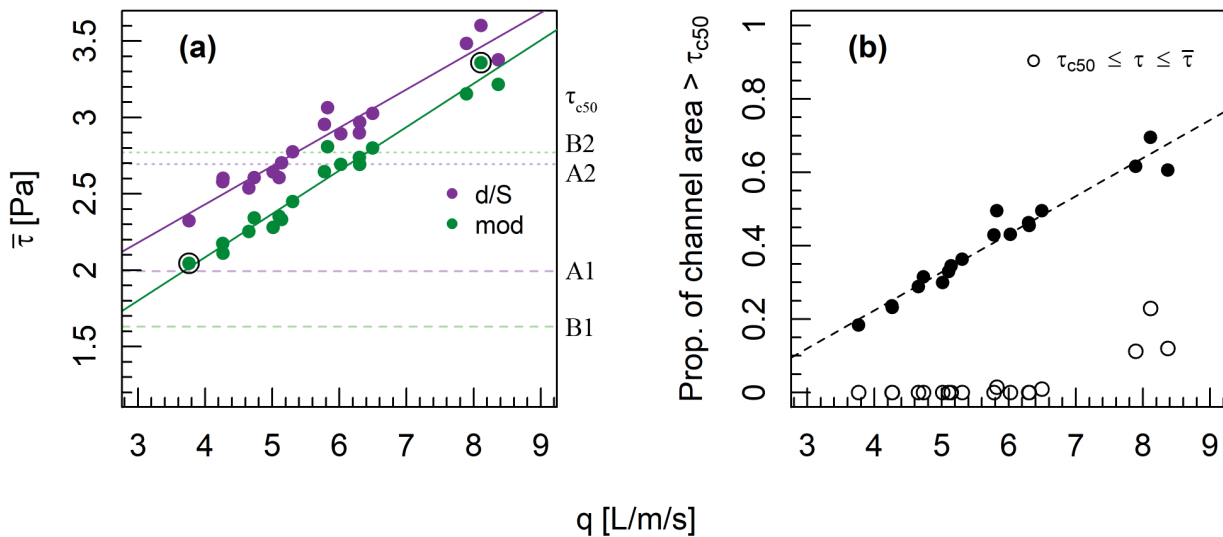 (a)
τ̄ [Pa]
3.5
3
2.5
2
1.5
3 4 5 6 7 8 9
τc50
B2
A2
A1
B1
d/S
mod
(b)
Prop. of channel area > τc50
1
0.8
0.6
0.4
0.2
0
3 4 5 6 7 8 9
τc50 ≤ τ ≤ τ̄
q [L/m/s]